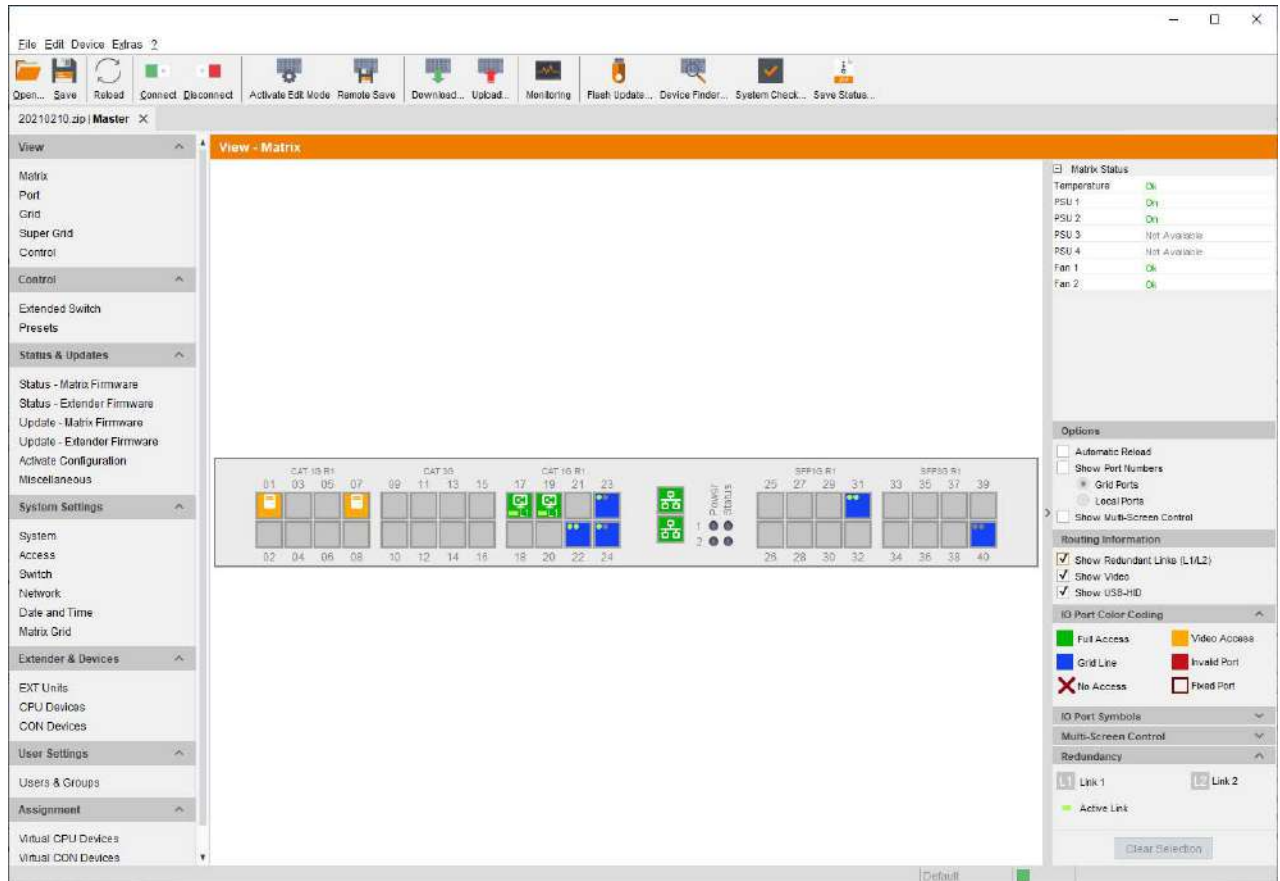 File Edit Device Extras ?
Open... Save Reload Connect Disconnect Activate Edit Mode Remote Save Download... Upload... Monitoring Flash Update... Device Finder... System Check... Save Status...
20210210.zip | Master
View
View - Matrix
Matrix
Port
Grid
Super Grid
Control
Control
Extended Switch
Presets
Status & Updates
Status - Matrix Firmware
Status - Extender Firmware
Update - Matrix Firmware
Update - Extender Firmware
Activate Configuration
Miscellaneous
System Settings
System
Access
Switch
Network
Date and Time
Matrix Grid
Extender & Devices
EXT Units
CPU Devices
CON Devices
User Settings
Users & Groups
Assignment
Virtual CPU Devices
Virtual CON Devices
CAT 1G R1 CAT 3G CAT 1G R1 SFP1G R1 SFP3G R1
01 03 05 07 09 11 13 15 17 19 21 23 25 27 29 31 33 35 37 39
L1 L1
Power
Status
1
2
02 04 06 08 10 12 14 16 18 20 22 24 26 28 30 32 34 36 38 40
Matrix Status
Temperature Ok
PSU 1 On
PSU 2 On
PSU 3 Not Available
PSU 4 Not Available
Fan 1 Ok
Fan 2 Ok
Options
Automatic Reload
Show Port Numbers
Grid Ports
Local Ports
Show Multi-Screen Control
Routing Information
Show Redundant Links (L1/L2)
Show Video
Show USB-HID
IO Port Color Coding
Full Access Video Access
Grid Line Invalid Port
No Access Fixed Port
IO Port Symbols
Multi-Screen Control
Redundancy
L1 Link 1 L2 Link 2
Active Link
Clear Selection
Default